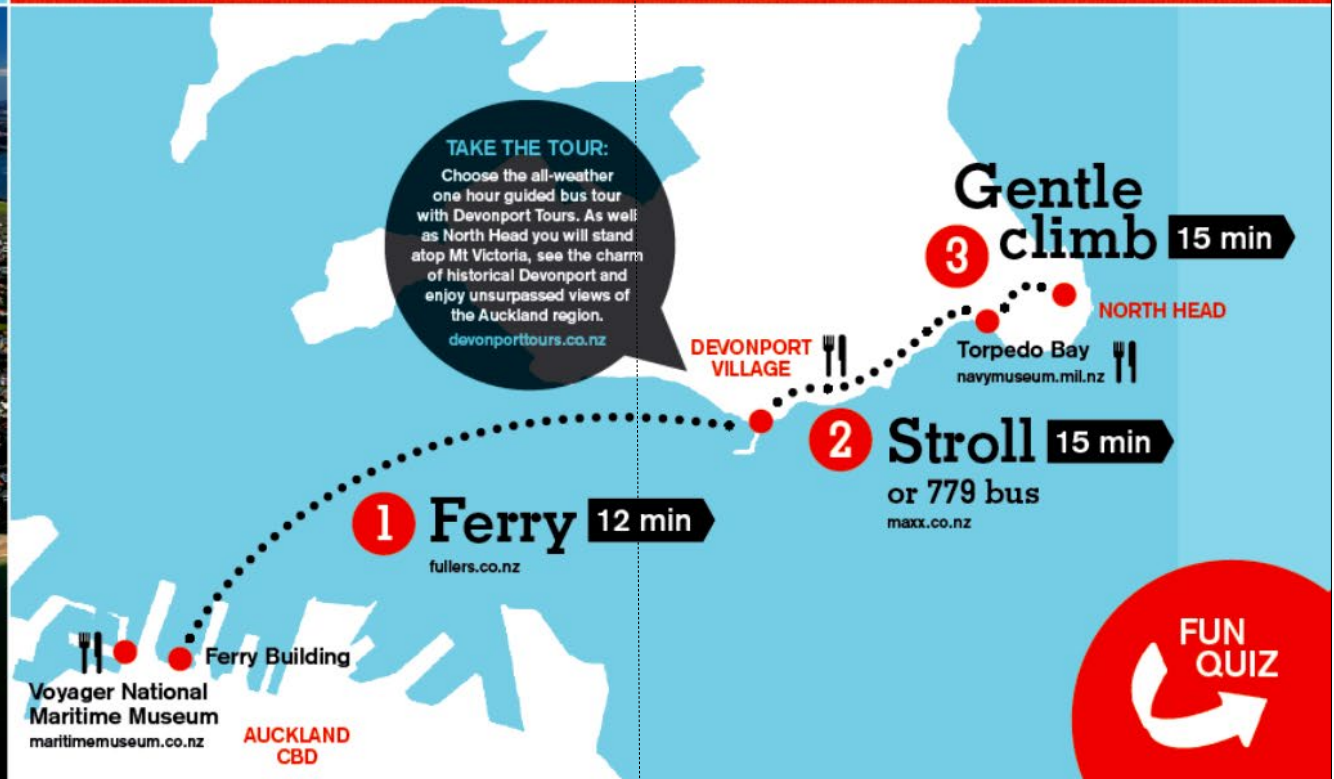 TAKE THE TOUR:
Choose the all-weather
one hour guided bus tour
with Devonport Tours. As well
as North Head you will stand
atop Mt Victoria, see the charm
of historical Devonport and
enjoy unsurpassed views of
the Auckland region.
devonporttours.co.nz
Gentle
climb
3
15 min
NORTH HEAD
Torpedo Bay
navymuseum.mil.nz
DEVONPORT
VILLAGE
2
Stroll
15 min
or 779 bus
maxx.co.nz
1
Ferry
12 min
fullers.co.nz
Ferry Building
Voyager National
Maritime Museum
maritimemuseum.co.nz
AUCKLAND
CBD
FUN
QUIZ